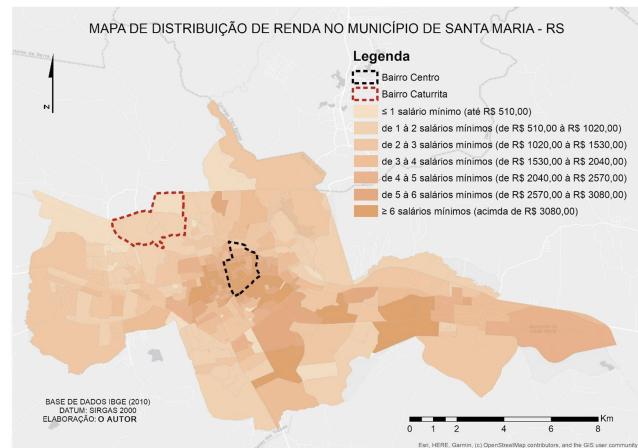 MAPA DE DISTRIBUIÇÃO DE RENDA NO MUNICÍPIO DE SANTA MARIA - RS
Legenda
Bairro Centro
Bairro Caturrita
≤ 1 salário mínimo (até R$ 510,00)
de 1 à 2 salários mínimos (de R$ 510,00 à R$ 1020,00)
de 2 à 3 salários mínimos (de R$ 1020,00 à R$ 1530,00)
de 3 à 4 salários mínimos (de R$ 1530,00 à R$ 2040,00)
de 4 à 5 salários mínimos (de R$ 2040,00 à R$ 2570,00)
de 5 à 6 salários mínimos (de R$ 2570,00 à R$ 3080,00)
≥ 6 salários mínimos (acimda de R$ 3080,00)
N
BASE DE DADOS IBGE (2010)
DATUM: SIRGAS 2000
ELABORAÇÃO: O AUTOR
Km
0 1 2 4 6 8
Esri, HERE, Garmin, (c) OpenStreetMap contributors, and the GIS user community